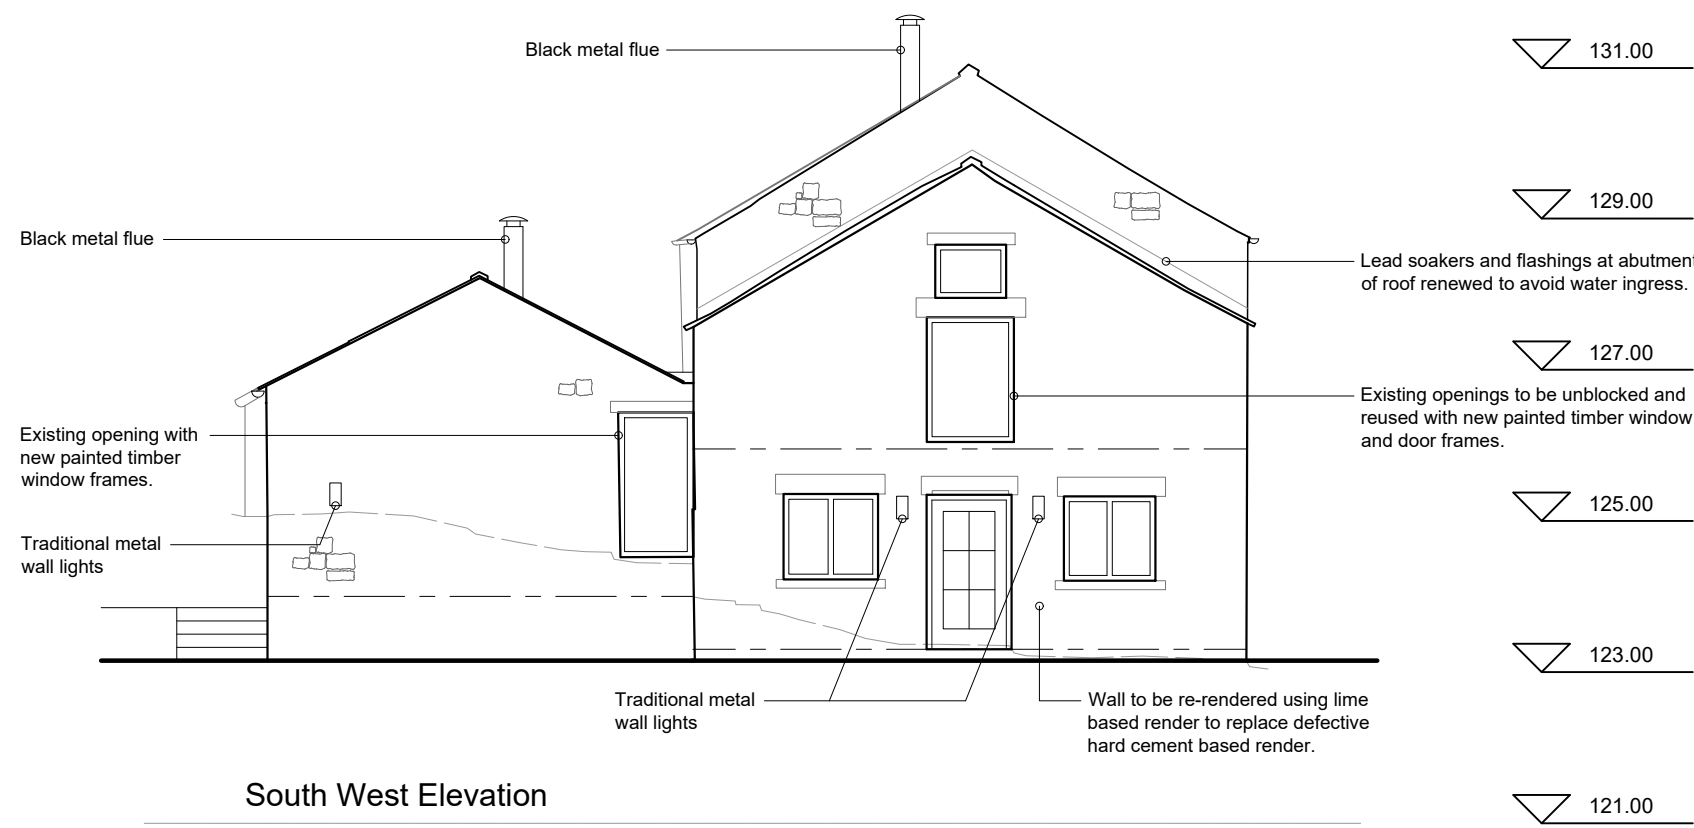 Black metal flue
131.00
129.00
Black metal flue
Lead soakers and flashings at abutment
of roof renewed to avoid water ingress.
127.00
Existing openings to be unblocked and
reused with new painted timber window
and door frames.
Existing opening with
new painted timber
window frames.
125.00
Traditional metal
wall lights
123.00
Traditional metal
wall lights
Wall to be re-rendered using lime
based render to replace defective
hard cement based render.
South West Elevation
121.00